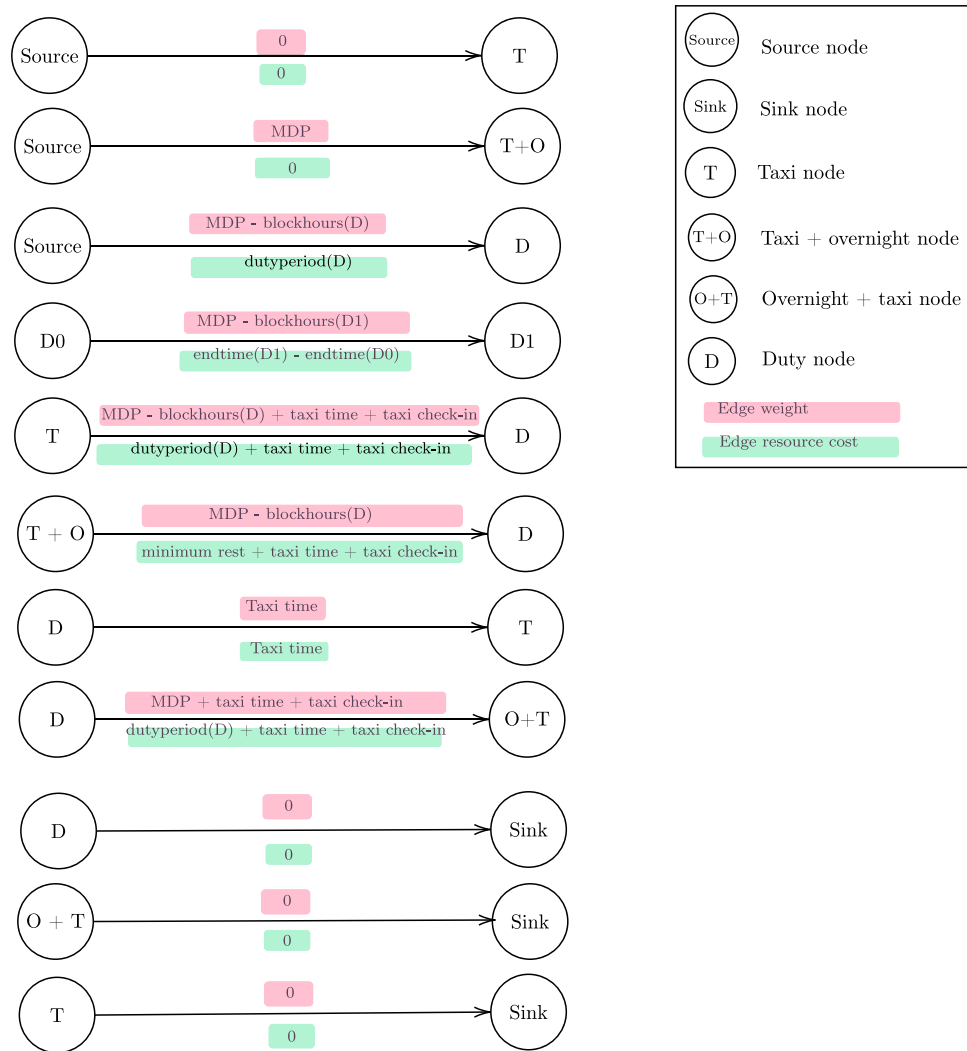 Source
0
0
T
Source
MDP
0
T+O
Source
MDP - blockhours(D)
dutyperiod(D)
D
D0
MDP - blockhours(D1)
endtime(D1) - endtime(D0)
D1
T
MDP - blockhours(D) + taxi time + taxi check-in
dutyperiod(D) + taxi time + taxi check-in
D
T + O
MDP - blockhours(D)
minimum rest + taxi time + taxi check-in
D
D
Taxi time
Taxi time
T
D
MDP + taxi time + taxi check-in
dutyperiod(D) + taxi time + taxi check-in
O+T
D
0
0
Sink
O + T
0
0
Sink
T
0
0
Sink
Source Source node
Sink Sink node
T Taxi node
T+O Taxi + overnight node
O+T Overnight + taxi node
D Duty node
Edge weight
Edge resource cost